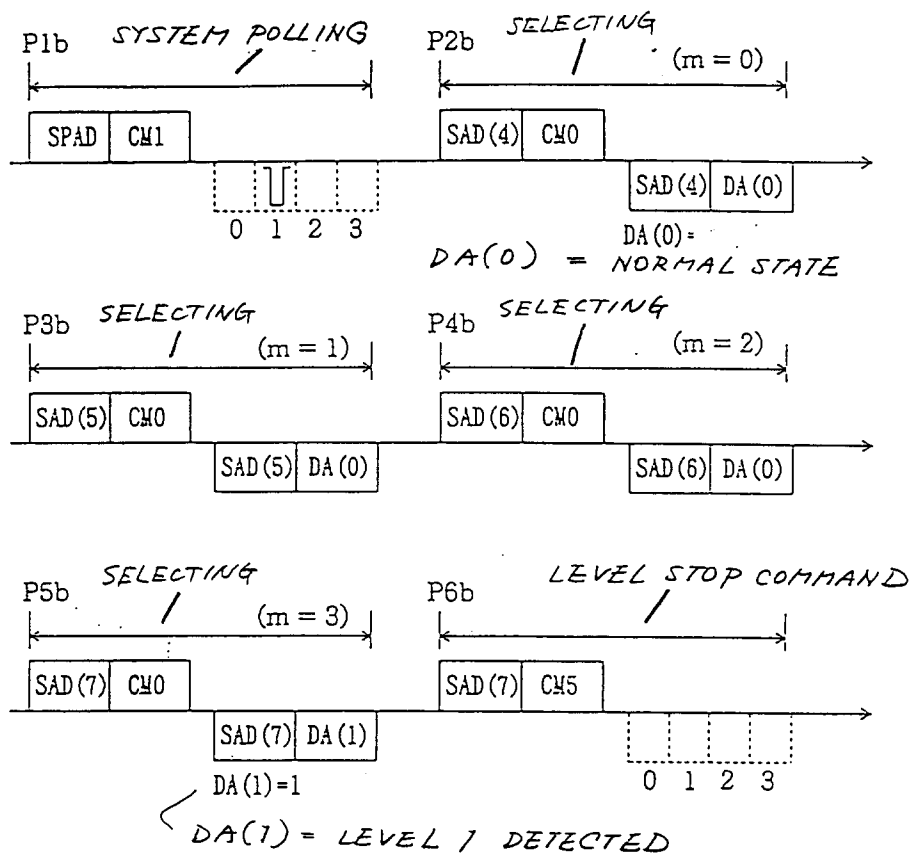 P1b SYSTEM POLLING
P2b SELECTING
(m = 0)
SPAD CM1
SAD(4) CM0
SAD(4) DA(0)
0 1 2 3
DA(0)=
DA(0) = NORMAL STATE
P3b SELECTING
(m = 1)
P4b SELECTING
(m = 2)
SAD(5) CM0
SAD(6) CM0
SAD(5) DA(0)
SAD(6) DA(0)
P5b SELECTING
(m = 3)
P6b LEVEL STOP COMMAND
SAD(7) CM0
SAD(7) CM5
SAD(7) DA(1)
0 1 2 3
DA(1)=1
DA(1) = LEVEL 1 DETECTED